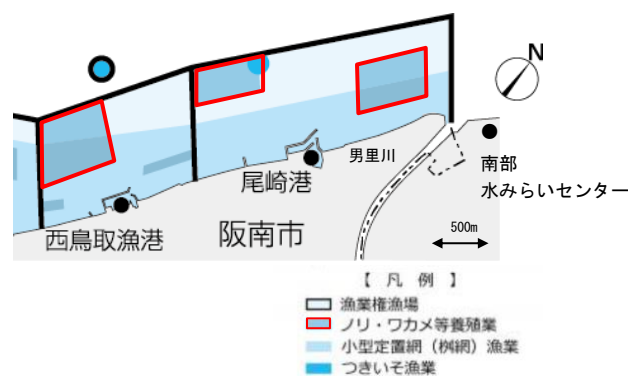 N
男里川
尾崎港
南部
水みらいセンター
西鳥取漁港
阪南市
500m
【 凡 例 】
漁業権漁場
ノリ・ワカメ等養殖業
小型定置網（桝網）漁業
つきいそ漁業